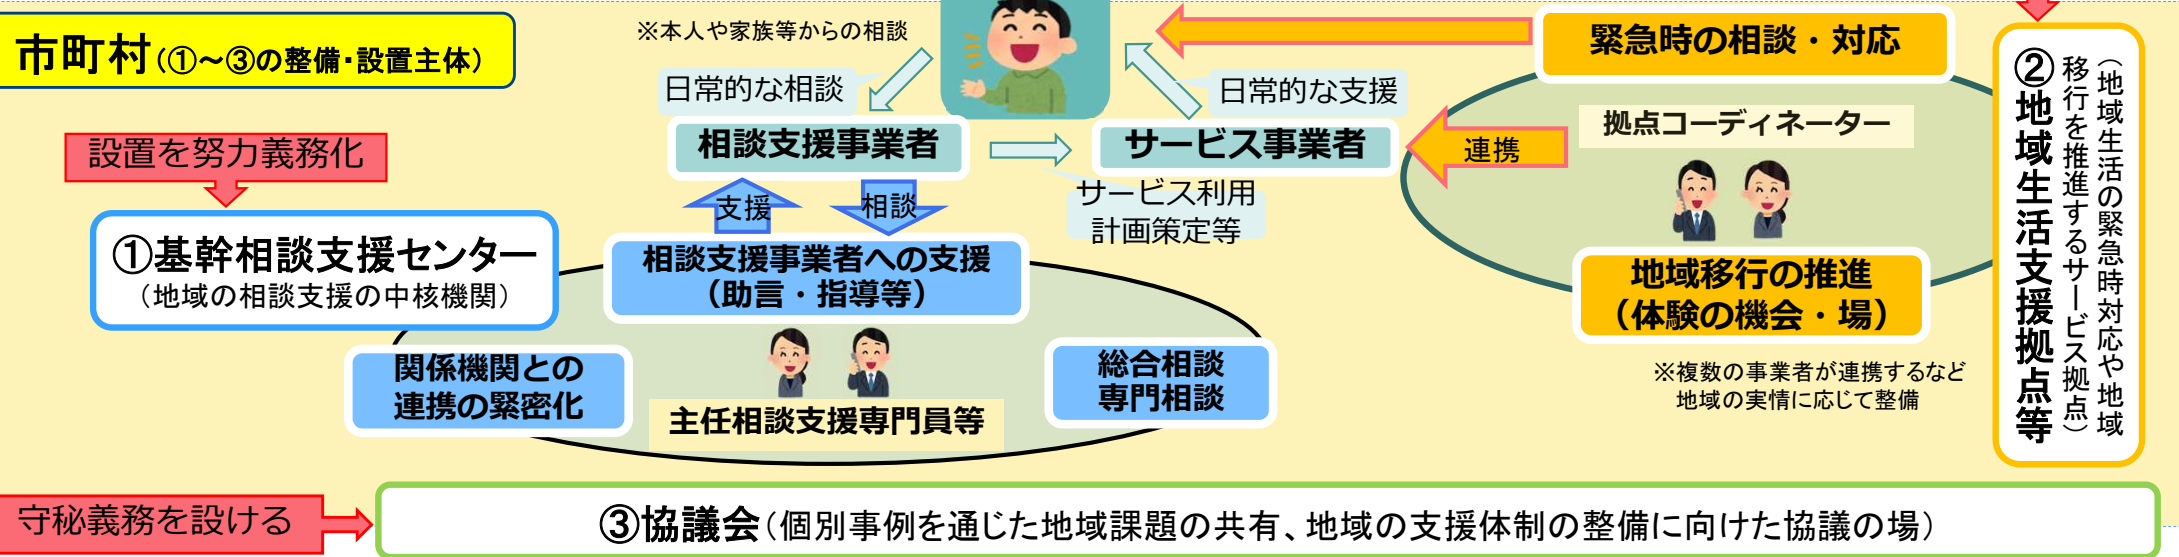 市町村(①～③の整備・設置主体)
※本人や家族等からの相談
日常的な相談
日常的な支援
相談支援事業者
サービス事業者
サービス利用
計画策定等
緊急時の相談・対応
拠点コーディネーター
連携
地域移行の推進
（体験の機会・場）
※複数の事業者が連携するなど
地域の実情に応じて整備
②地域生活支援拠点等
（地域生活の緊急時対応や地域
移行を推進するサービス拠点）
設置を努力義務化
①基幹相談支援センター
（地域の相談支援の中核機関）
支援
相談
相談支援事業者への支援
（助言・指導等）
関係機関との
連携の緊密化
主任相談支援専門員等
総合相談
専門相談
守秘義務を設ける
③協議会（個別事例を通じた地域課題の共有、地域の支援体制の整備に向けた協議の場）